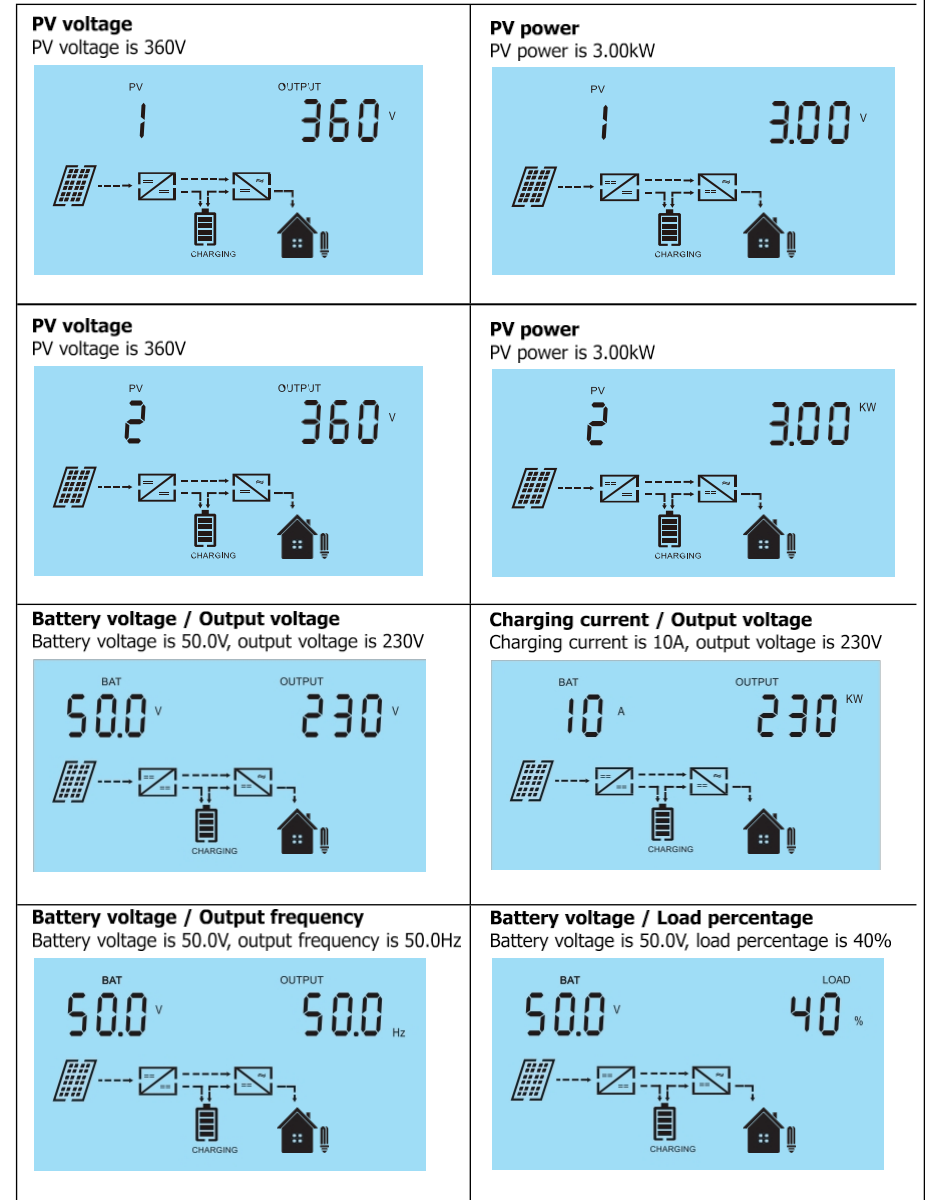 PV voltage
PV voltage is 360V
PV OUTPUT
1 360 V
CHARGING
PV power
PV power is 3.00kW
PV
1 3.00 V
CHARGING
PV voltage
PV voltage is 360V
PV OUTPUT
2 360 V
CHARGING
PV power
PV power is 3.00kW
PV
2 3.00 KW
CHARGING
Battery voltage / Output voltage
Battery voltage is 50.0V, output voltage is 230V
BAT OUTPUT
50.0 V 230 V
CHARGING
Charging current / Output voltage
Charging current is 10A, output voltage is 230V
BAT OUTPUT
10 A 230 KW
CHARGING
Battery voltage / Output frequency
Battery voltage is 50.0V, output frequency is 50.0Hz
BAT OUTPUT
50.0 V 50.0 Hz
CHARGING
Battery voltage / Load percentage
Battery voltage is 50.0V, load percentage is 40%
BAT LOAD
50.0 V 40 %
CHARGING